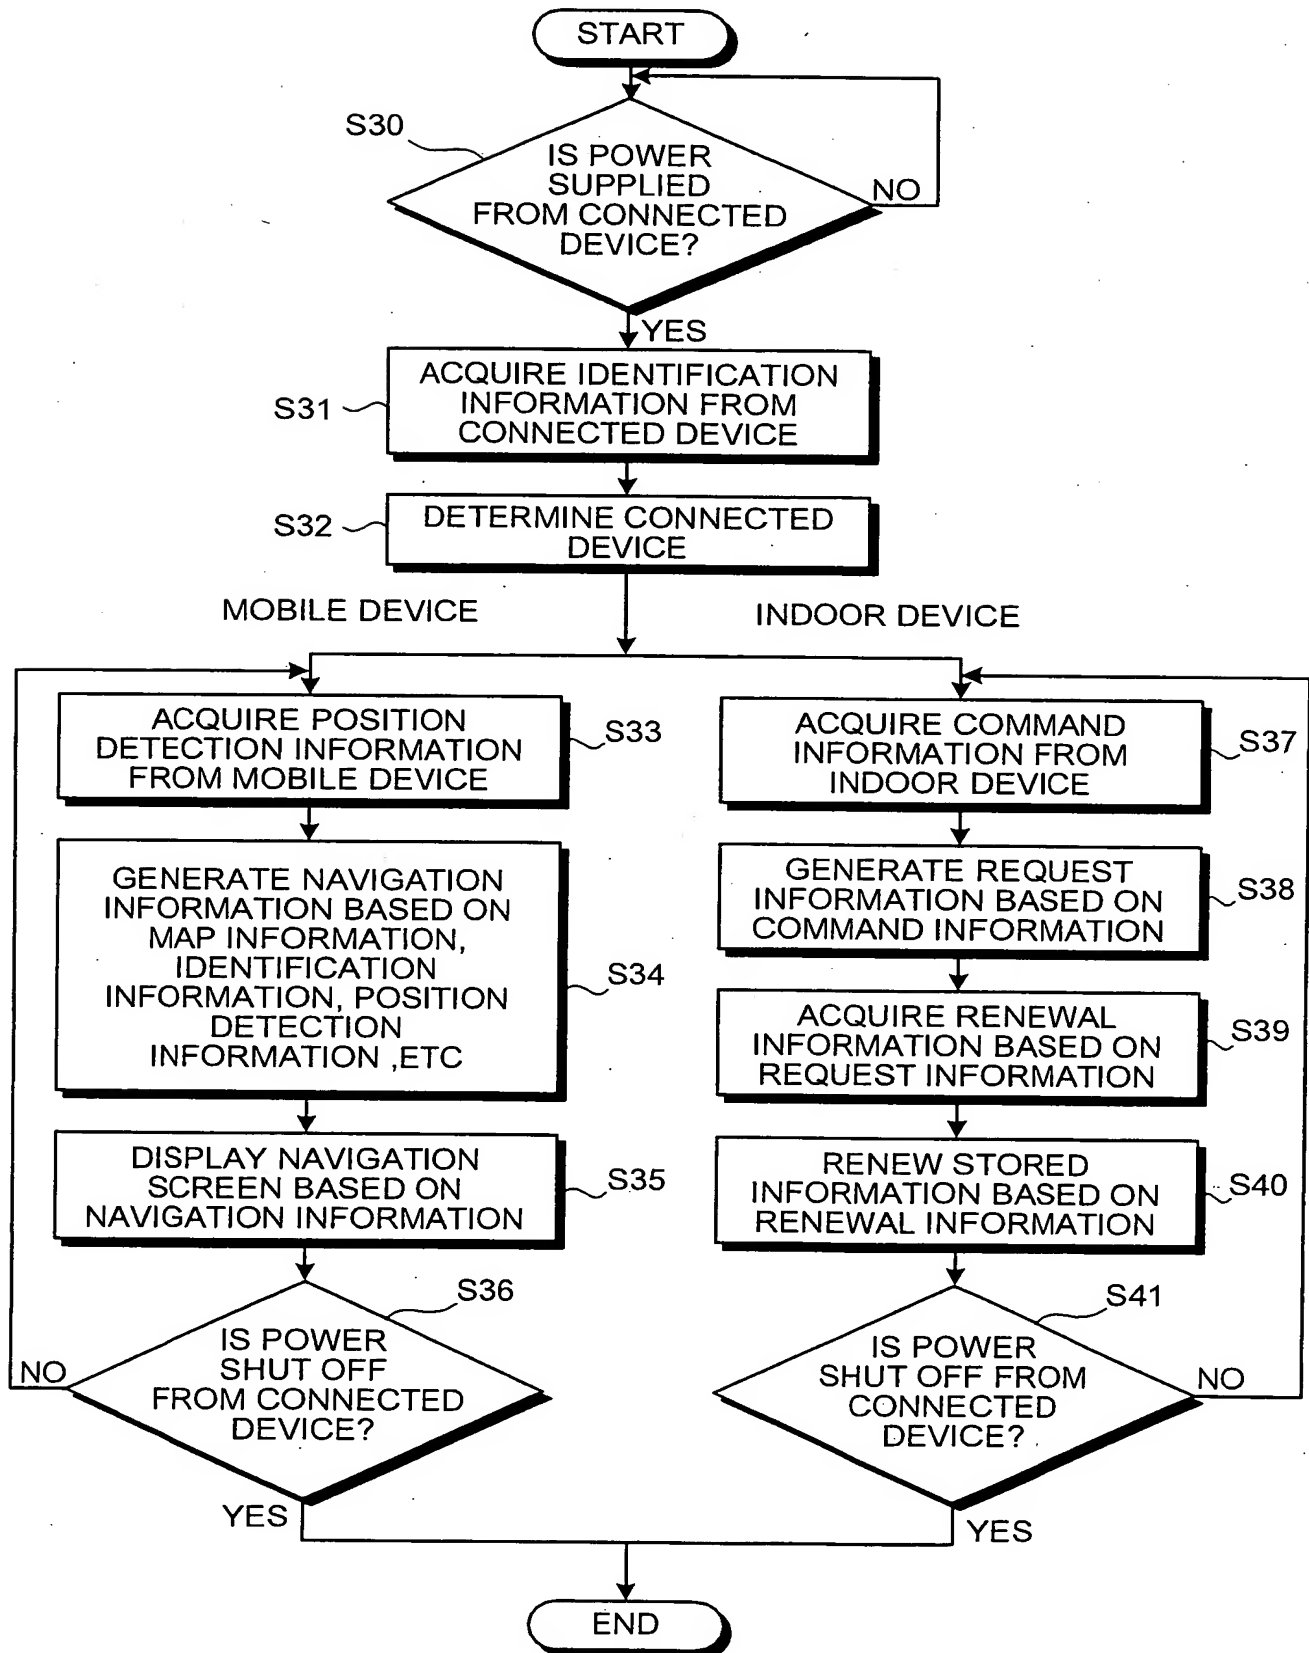 START
S30
IS POWER
SUPPLIED
FROM CONNECTED
DEVICE?
NO
YES
S31
ACQUIRE IDENTIFICATION
INFORMATION FROM
CONNECTED DEVICE
S32
DETERMINE CONNECTED
DEVICE
MOBILE DEVICE
INDOOR DEVICE
ACQUIRE POSITION
DETECTION INFORMATION
FROM MOBILE DEVICE
S33
GENERATE NAVIGATION
INFORMATION BASED ON
MAP INFORMATION,
IDENTIFICATION
INFORMATION, POSITION
DETECTION
INFORMATION ,ETC
S34
DISPLAY NAVIGATION
SCREEN BASED ON
NAVIGATION INFORMATION
S35
S36
IS POWER
SHUT OFF
FROM CONNECTED
DEVICE?
NO
YES
ACQUIRE COMMAND
INFORMATION FROM
INDOOR DEVICE
S37
GENERATE REQUEST
INFORMATION BASED ON
COMMAND INFORMATION
S38
ACQUIRE RENEWAL
INFORMATION BASED ON
REQUEST INFORMATION
S39
RENEW STORED
INFORMATION BASED ON
RENEWAL INFORMATION
S40
S41
IS POWER
SHUT OFF FROM
CONNECTED
DEVICE?
NO
YES
END